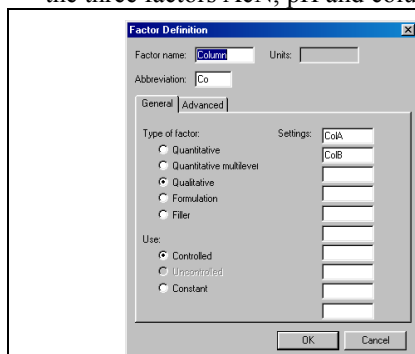 the three factors AcN, pH and colu
Factor Definition
Factor name: Column Units:
Abbreviation: Co
General Advanced
Type of factor: Settings: ColA
Quantitative ColB
Quantitative multilevel
Qualitative
Formulation
Filler
Use:
Controlled
Uncontrolled
Constant
OK Cancel